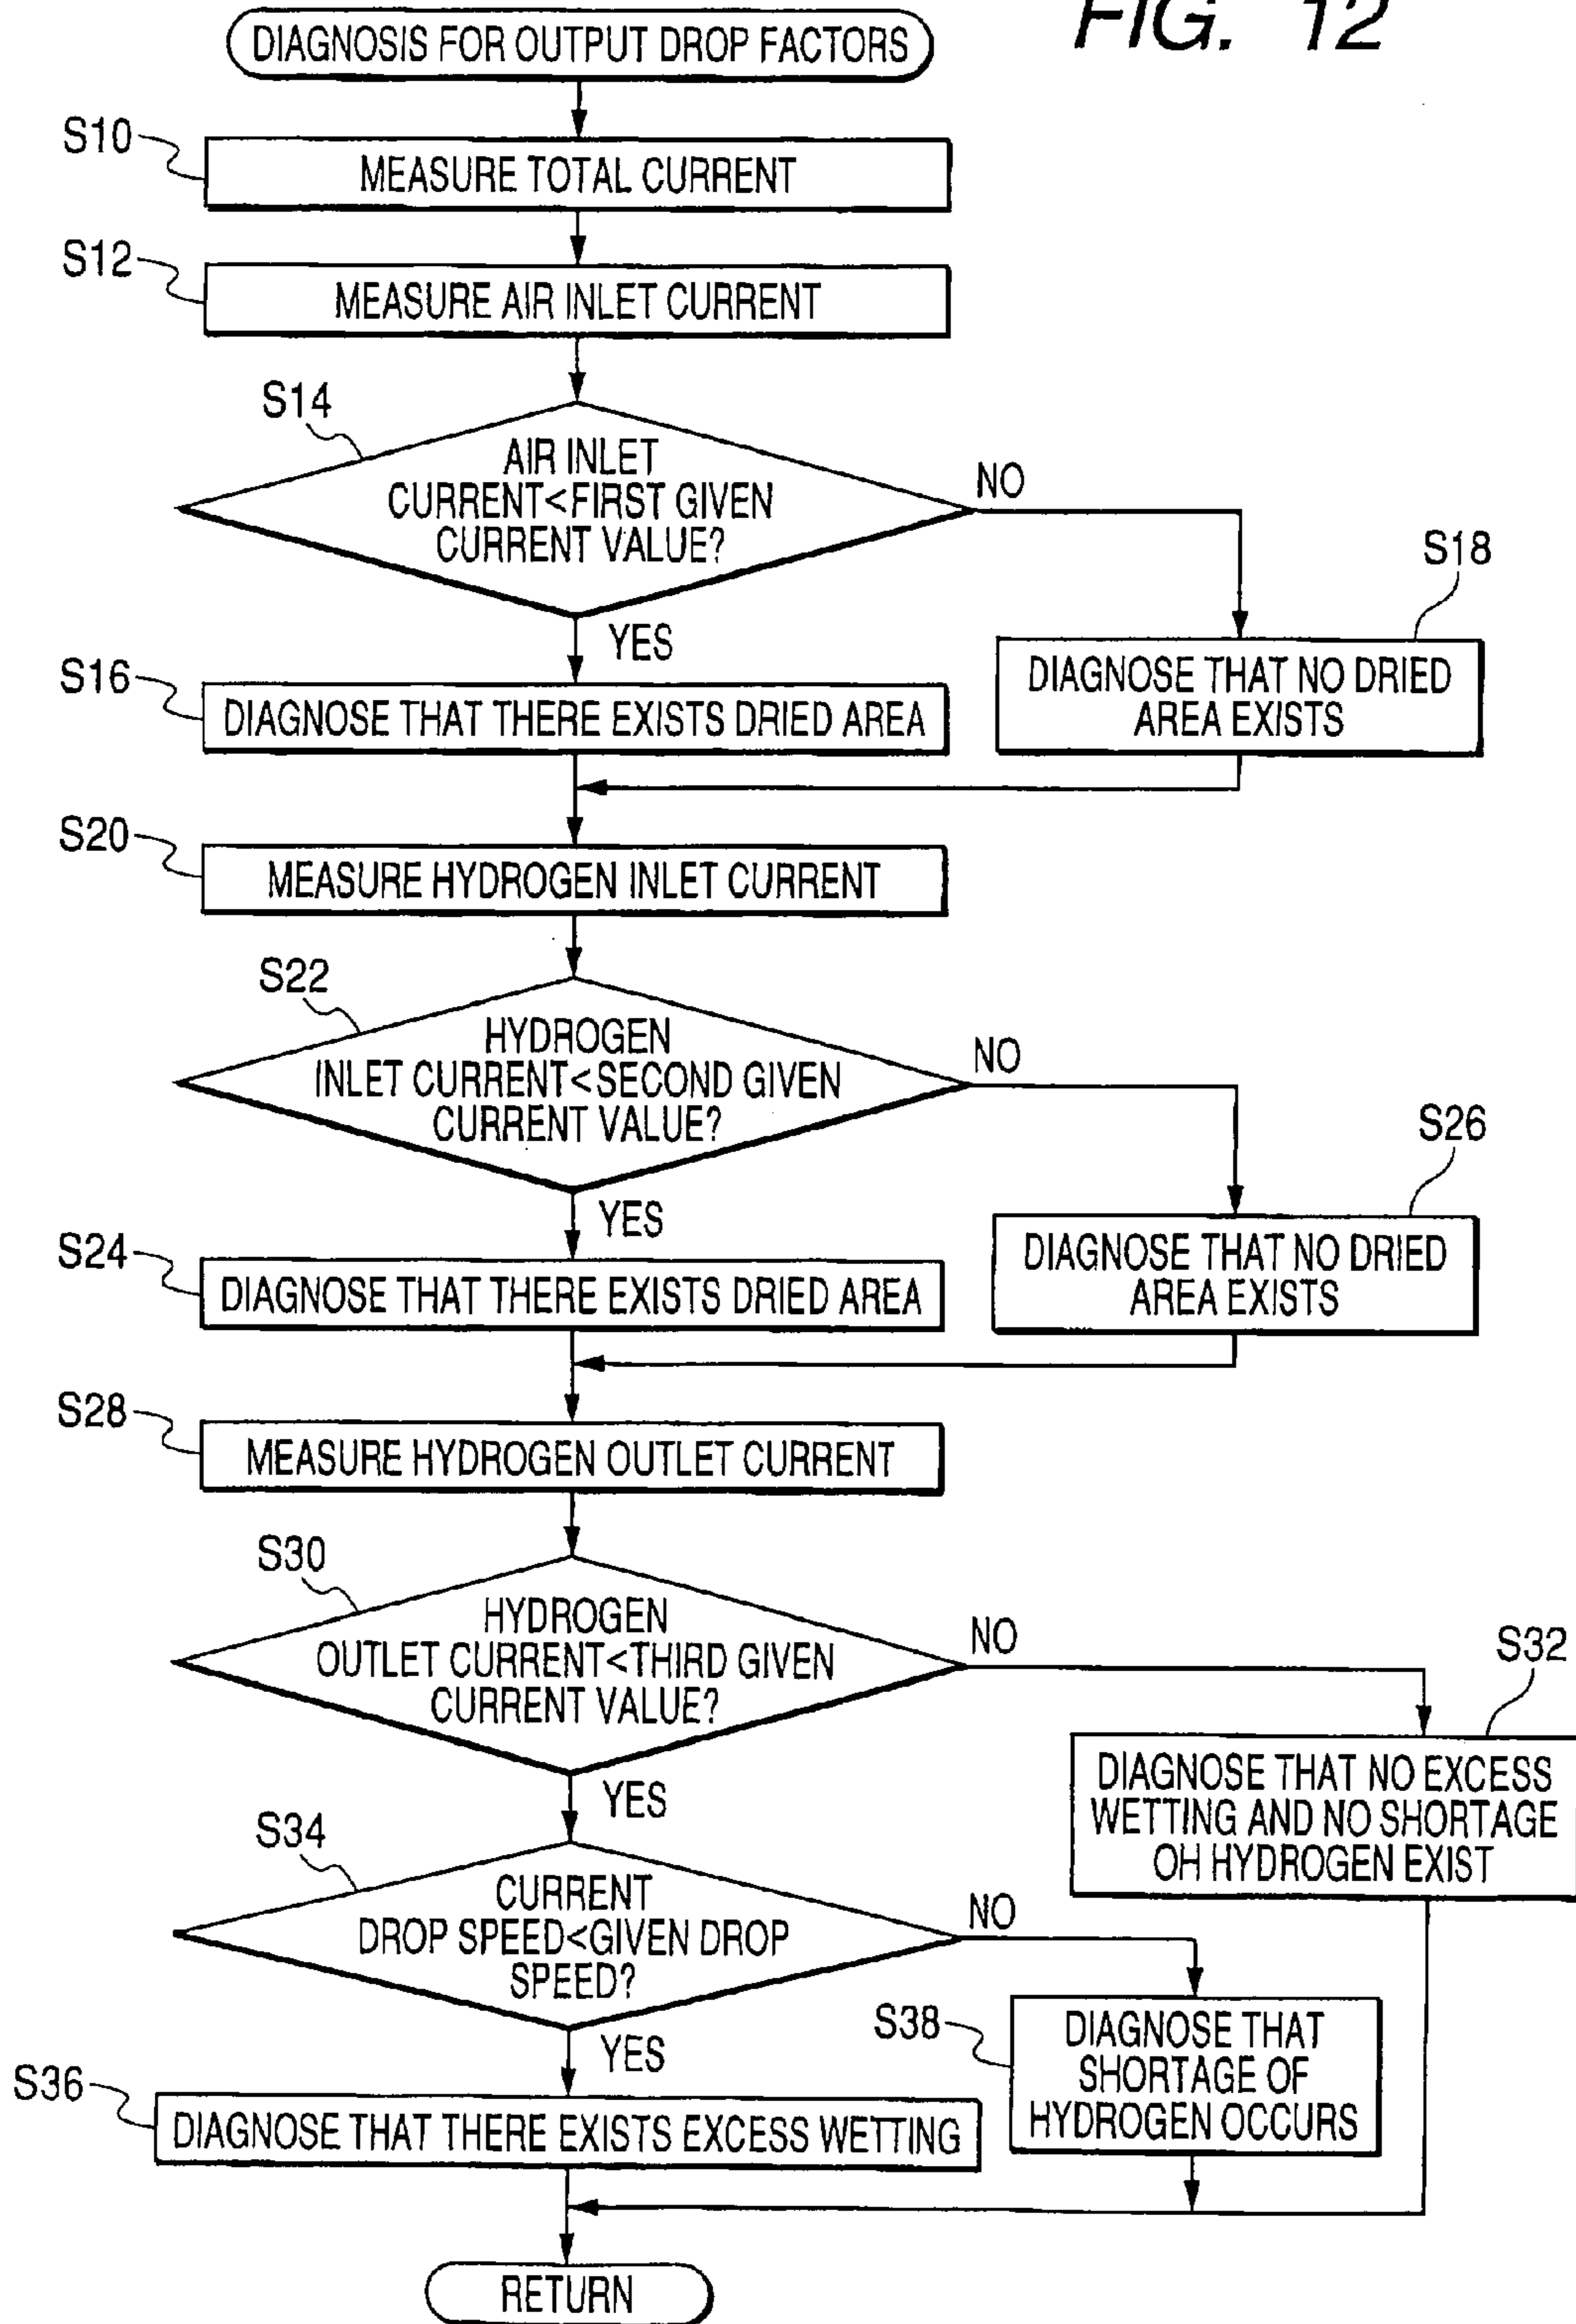 FIG. 12
DIAGNOSIS FOR OUTPUT DROP FACTORS
S10
MEASURE TOTAL CURRENT
S12
MEASURE AIR INLET CURRENT
S14
AIR INLET
CURRENT<FIRST GIVEN
CURRENT VALUE?
NO
YES
S18
DIAGNOSE THAT NO DRIED
AREA EXISTS
S16
DIAGNOSE THAT THERE EXISTS DRIED AREA
S20
MEASURE HYDROGEN INLET CURRENT
S22
HYDROGEN
INLET CURRENT<SECOND GIVEN
CURRENT VALUE?
NO
YES
S26
DIAGNOSE THAT NO DRIED
AREA EXISTS
S24
DIAGNOSE THAT THERE EXISTS DRIED AREA
S28
MEASURE HYDROGEN OUTLET CURRENT
S30
HYDROGEN
OUTLET CURRENT<THIRD GIVEN
CURRENT VALUE?
NO
YES
S32
DIAGNOSE THAT NO EXCESS
WETTING AND NO SHORTAGE
OH HYDROGEN EXIST
S34
CURRENT
DROP SPEED<GIVEN DROP
SPEED?
NO
YES
S38
DIAGNOSE THAT
SHORTAGE OF
HYDROGEN OCCURS
S36
DIAGNOSE THAT THERE EXISTS EXCESS WETTING
RETURN